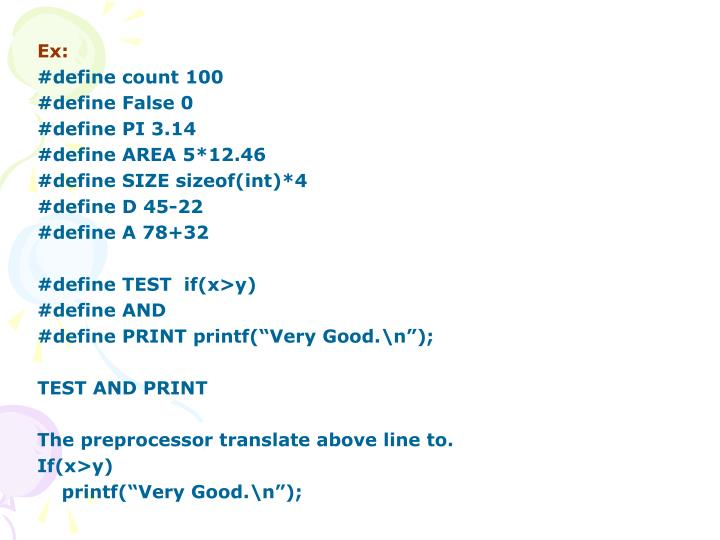 Ex:
#define count 100
#define False 0
#define PI 3.14
#define AREA 5*12.46
#define SIZE sizeof(int)*4
#define D 45-22
#define A 78+32
#define TEST  if(x>y)
#define AND
#define PRINT printf(“Very Good.\n”);
TEST AND PRINT
The preprocessor translate above line to.
If(x>y)
printf(“Very Good.\n”);